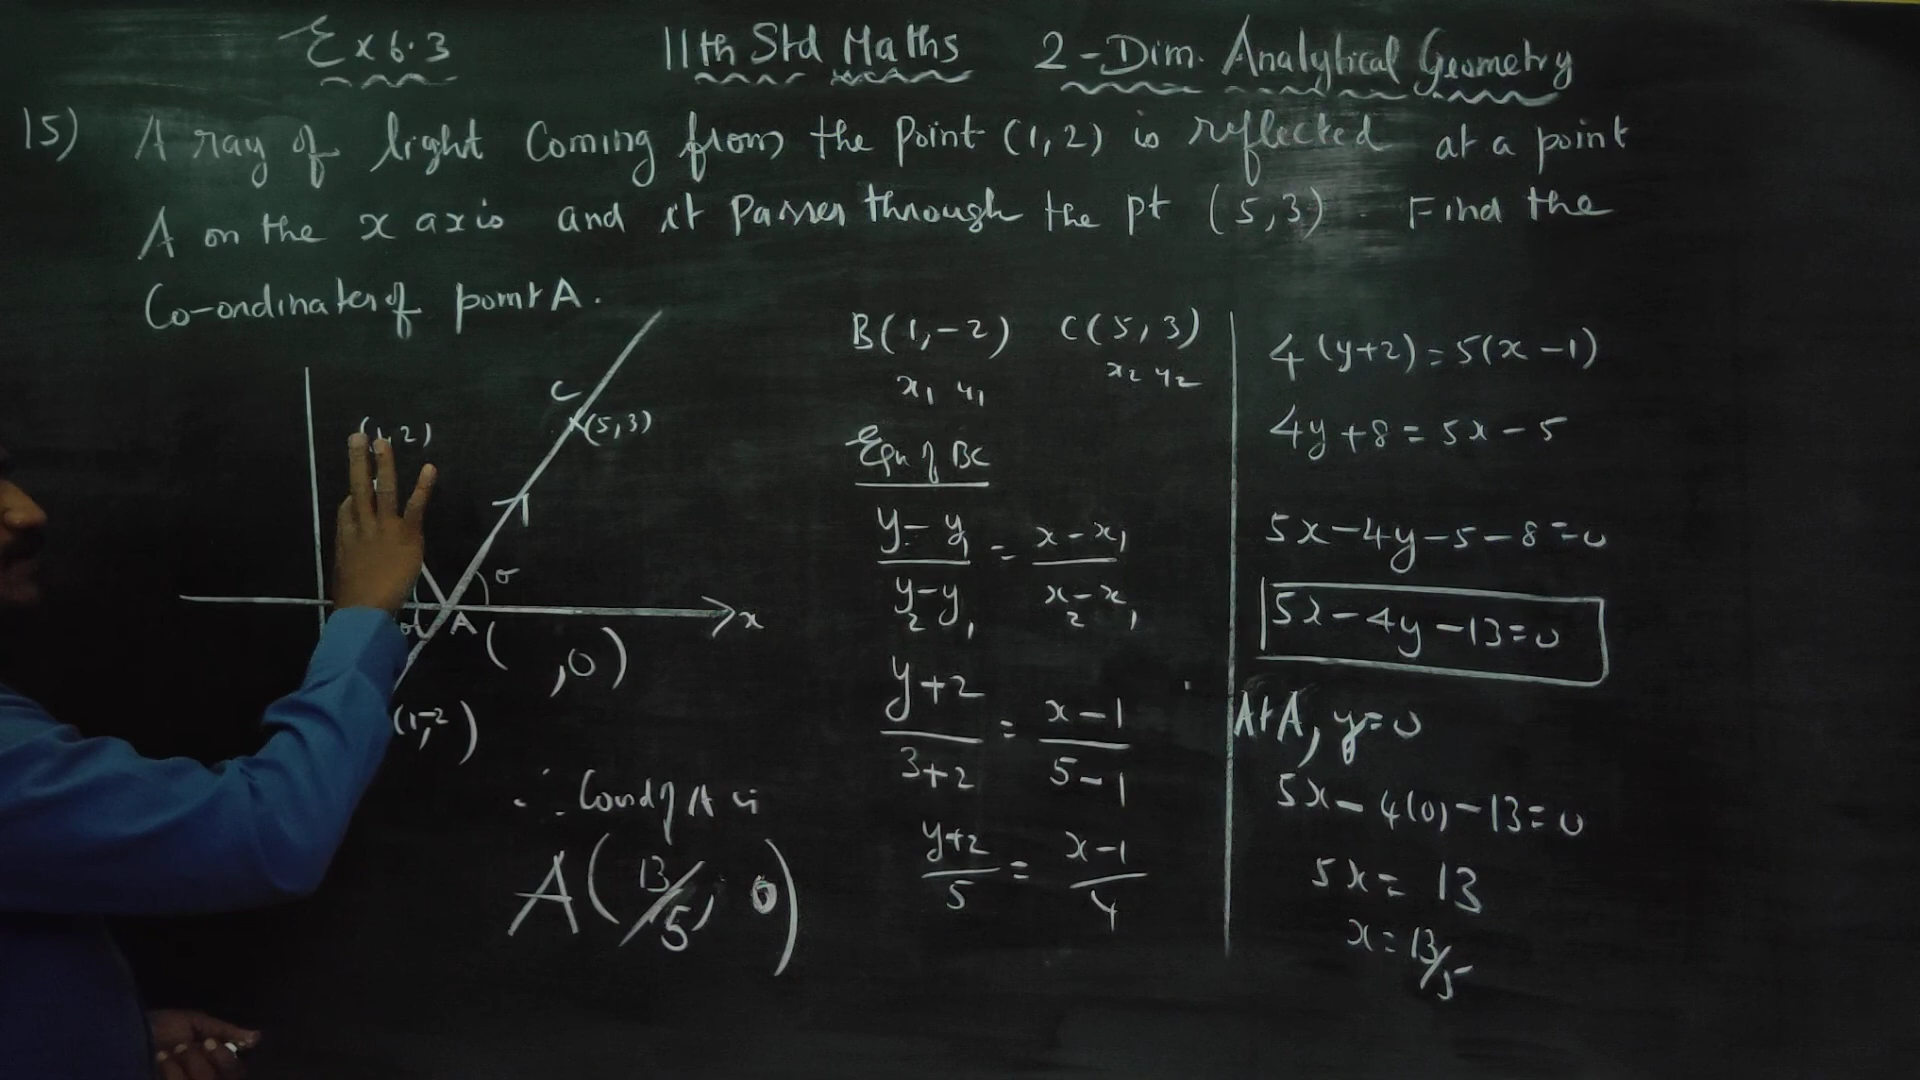 Ex 6.3 11th Std Maths 2-Dim. Analytical Geometry
15) A ray of light Coming from the Point (1,2) is reflected at a point
A on the x axis and it Passes through the pt (5,3). Find the
Co-ordinates of point A.
C
(5,3)
(1,2)
σ
A
x
( ,0)
(1,-2)
∴ Coord of A is
A(13/5, 0)
B(1,-2) C(5,3)
x₁ y₁ x₂ y₂
Eqn of BC
y-y₁/y₂-y₁ = x-x₁/x₂-x₁
y+2/3+2 = x-1/5-1
y+2/5 = x-1/4
4(y+2)=5(x-1)
4y+8=5x-5
5x-4y-5-8=0
5x-4y-13=0
At A, y=0
5x-4(0)-13=0
5x=13
x=13/5